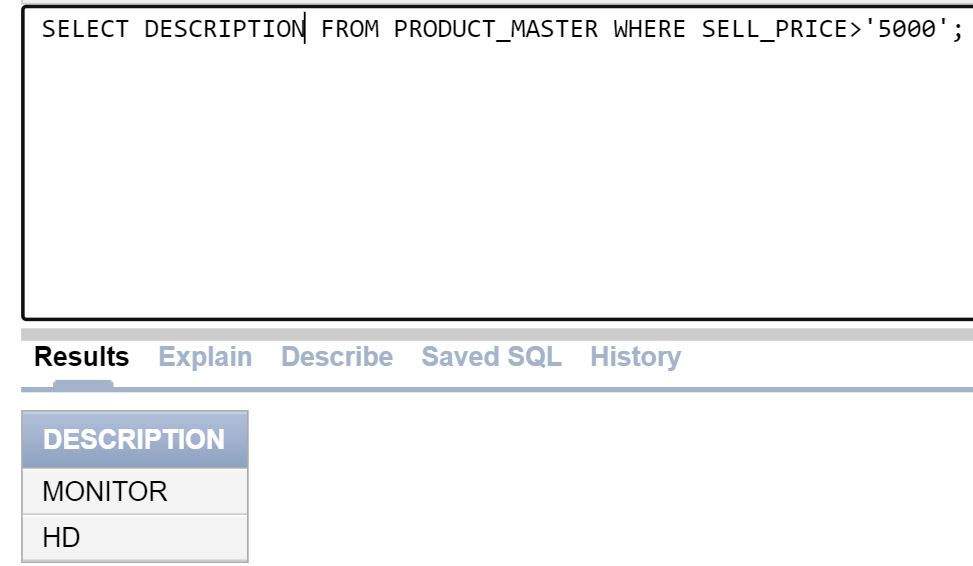 SELECT DESCRIPTION FROM PRODUCT_MASTER WHERE SELL_PRICE>'5000';
Results Explain Describe Saved SQL History
DESCRIPTION
MONITOR
HD